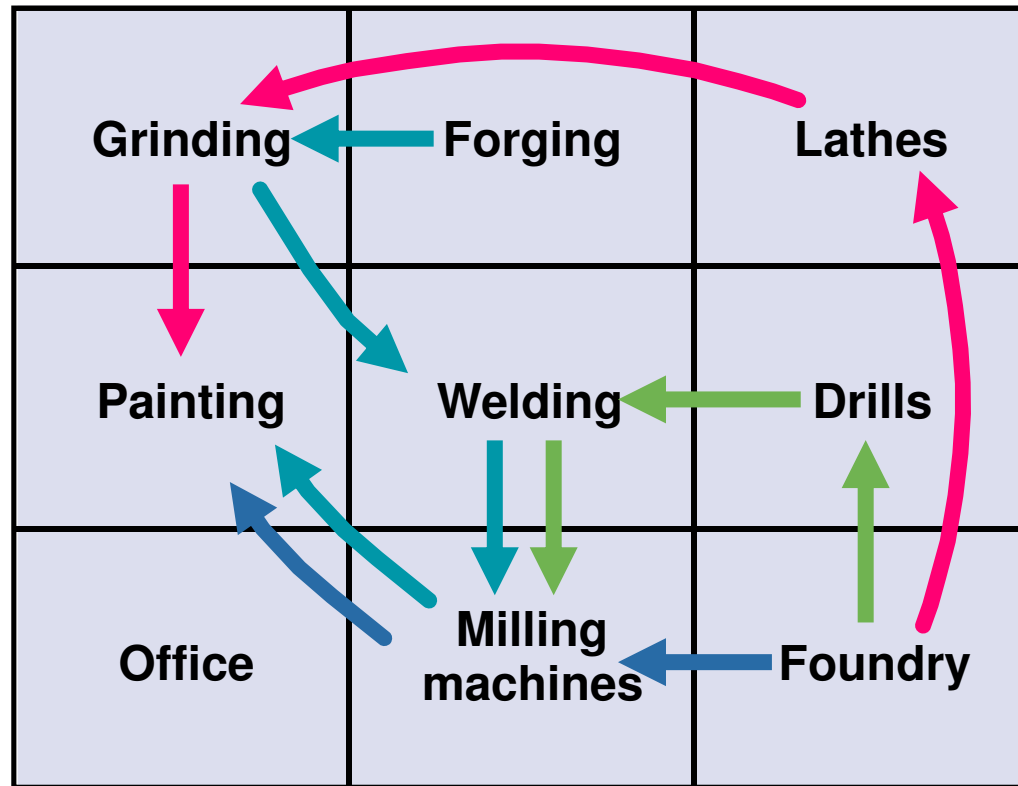 Grinding
Forging
Lathes
Painting
Welding
Drills
Office
Milling
machines
Foundry